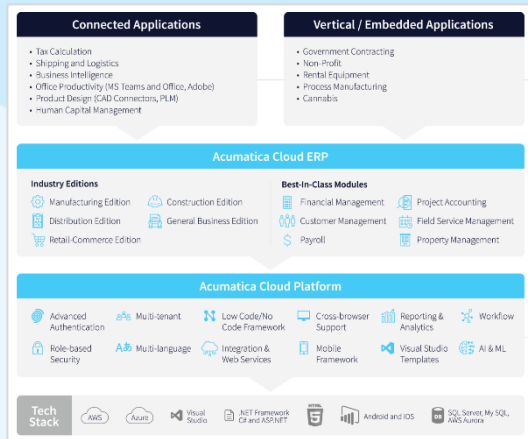 Connected Applications
• Tax Calculation
• Shipping and Logistics
• Business Intelligence
• Office Productivity (MS Teams and Office, Adobe)
• Product Design (CAD Connectors, PLM)
• Human Capital Management
Vertical / Embedded Applications
• Government Contracting
• Non-Profit
• Rental Equipment
• Process Manufacturing
• Cannabis
Acumatica Cloud ERP
Industry Editions
Manufacturing Edition
Construction Edition
Distribution Edition
General Business Edition
Retail-Commerce Edition
Best-In-Class Modules
Financial Management
Project Accounting
Customer Management
Field Service Management
$ Payroll
Property Management
Acumatica Cloud Platform
Advanced
Authentication
Multi-tenant
Low Code/No
Code Framework
Cross-browser
Support
Reporting &
Analytics
Workflow
Role-based
Security
Aあ Multi-language
Integration &
Web Services
Mobile
Framework
Visual Studio
Templates
AI & ML
Tech
Stack
AWS
Azure
Visual
Studio
.NET Framework
C# and ASP.NET
HTML
5
Android and IOS
DB
SQL Server, My SQL,
AWS Aurora